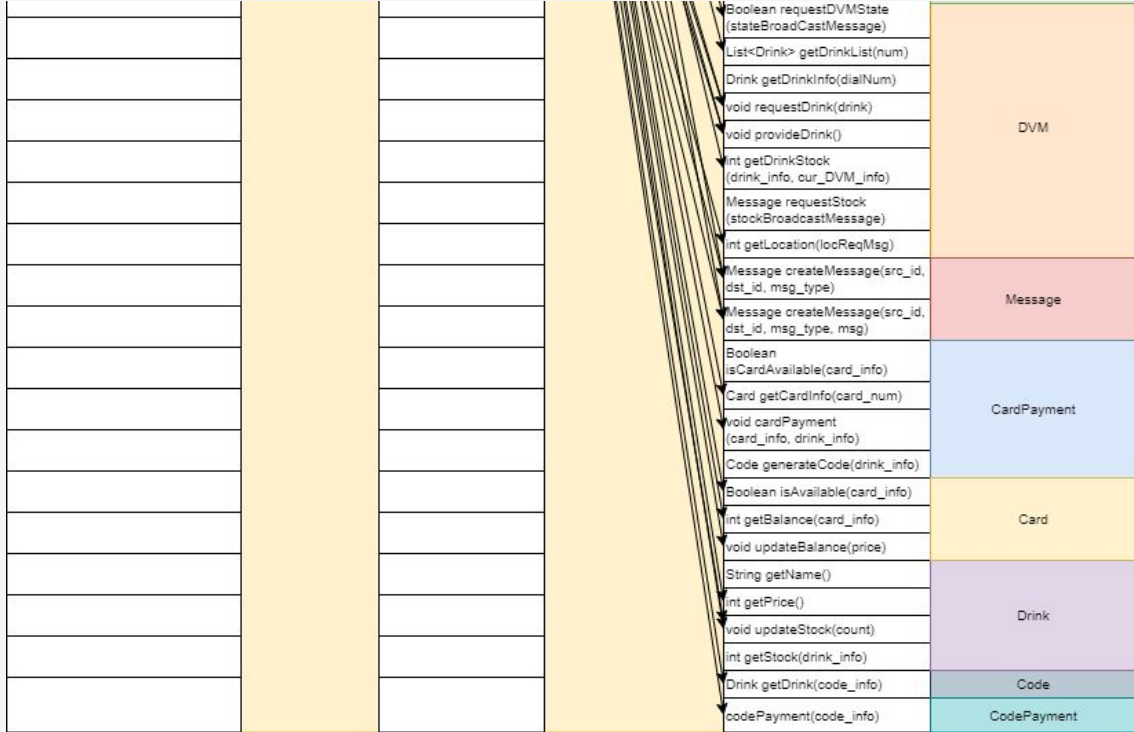 Boolean requestDVMState
(stateBroadCastMessage)
List<Drink> getDrinkList(num)
Drink getDrinkInfo(dialNum)
void requestDrink(drink)
void provideDrink()
int getDrinkStock
(drink_info, cur_DVM_info)
Message requestStock
(stockBroadcastMessage)
int getLocation(locReqMsg)
DVM
Message createMessage(src_id,
dst_id, msg_type)
Message createMessage(src_id,
dst_id, msg_type, msg)
Message
Boolean
isCardAvailable(card_info)
Card getCardInfo(card_num)
void cardPayment
(card_info, drink_info)
Code generateCode(drink_info)
CardPayment
Boolean isAvailable(card_info)
int getBalance(card_info)
void updateBalance(price)
Card
String getName()
int getPrice()
void updateStock(count)
int getStock(drink_info)
Drink
Drink getDrink(code_info)
Code
codePayment(code_info)
CodePayment